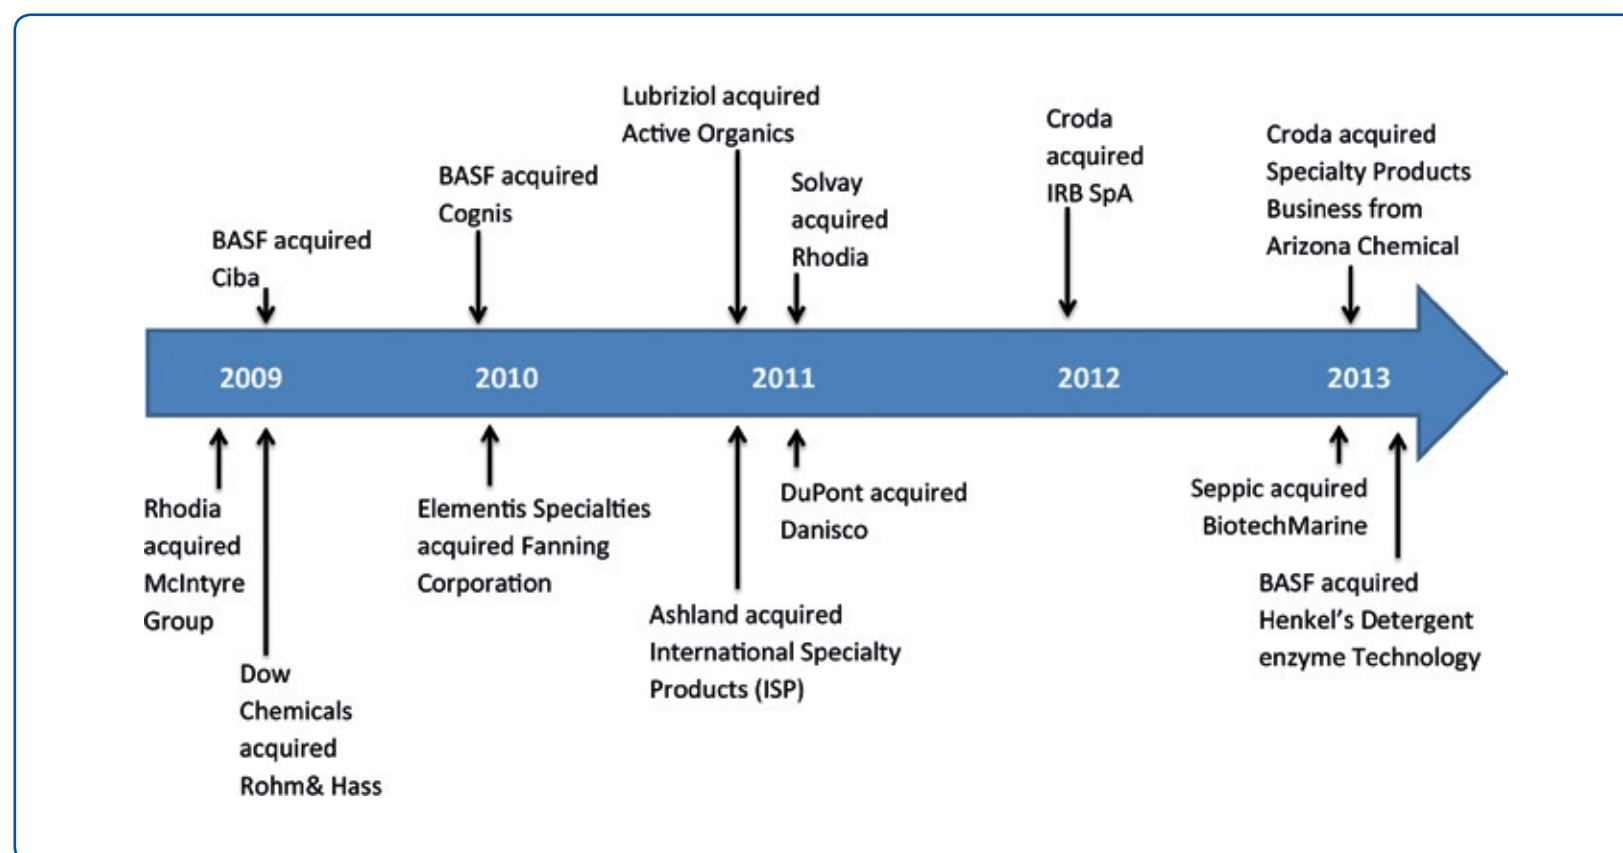 Lubriziol acquired
Active Organics
Croda
acquired
IRB SpA
Croda acquired
Specialty Products
Business from
Arizona Chemical
BASF acquired
Cognis
Solvay
acquired
Rhodia
BASF acquired
Ciba
2009
2010
2011
2012
2013
Rhodia
acquired
McIntyre
Group
Dow
Chemicals
acquired
Rohm& Hass
Elementis Specialties
acquired Fanning
Corporation
DuPont acquired
Danisco
Ashland acquired
International Specialty
Products (ISP)
Seppic acquired
BiotechMarine
BASF acquired
Henkel’s Detergent
enzyme Technology